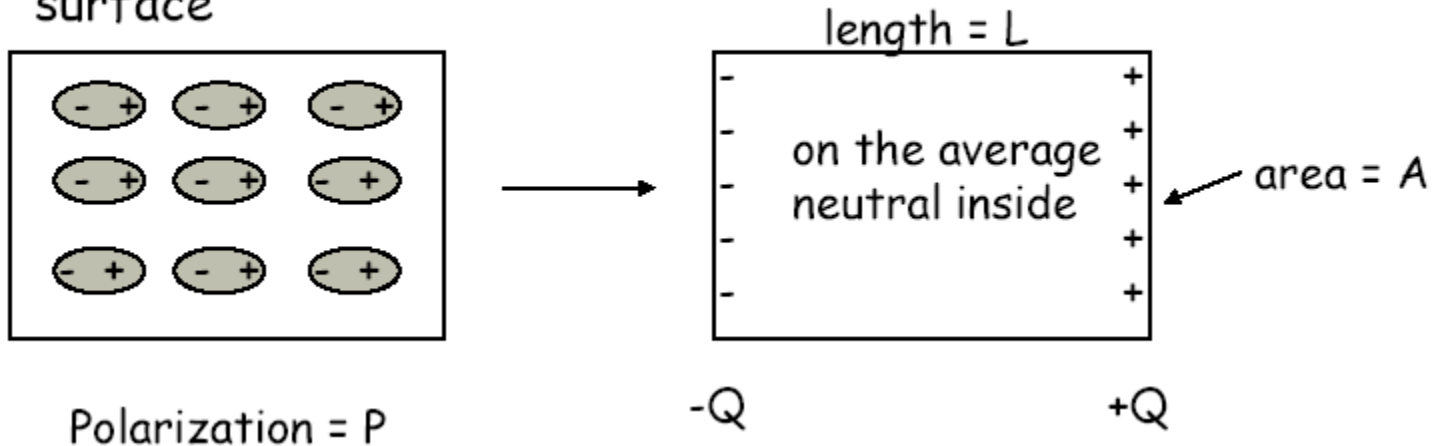 surface
length = L
- + - + - +
- + - + - +
- + - + - +
- +
- +
- +
- +
- +
on the average
neutral inside
area = A
-Q +Q
Polarization = P